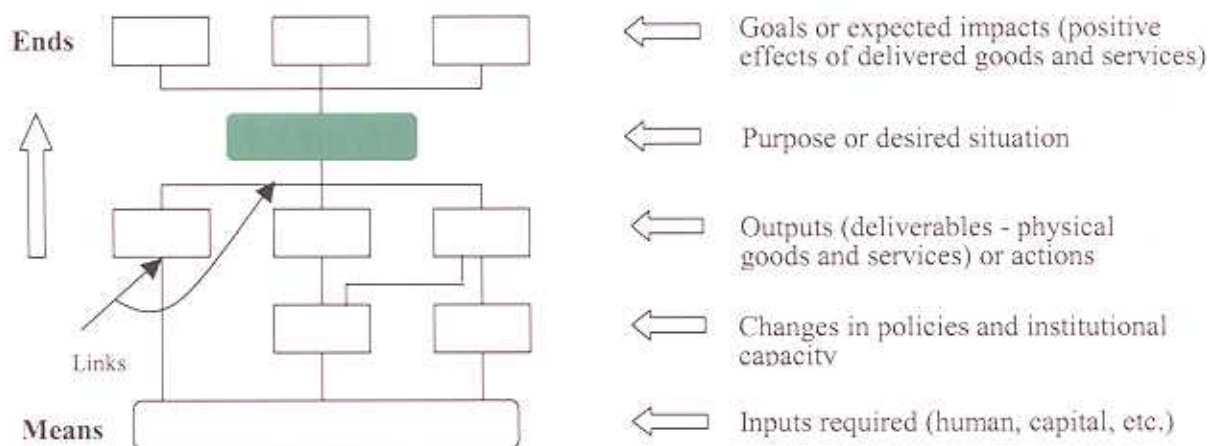 Ends
Goals or expected impacts (positive
effects of delivered goods and services)
Purpose or desired situation
Outputs (deliverables - physical
goods and services) or actions
Changes in policies and institutional
capacity
Links
Means
Inputs required (human, capital, etc.)